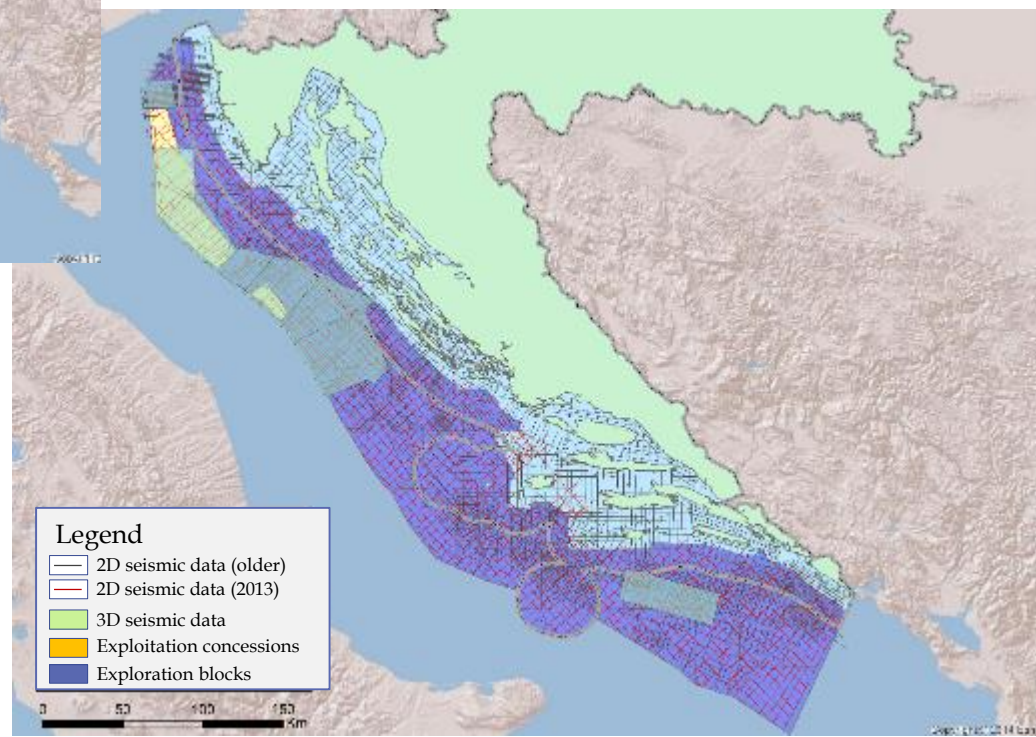 Legend
2D seismic data (older)
2D seismic data (2013)
3D seismic data
Exploitation concessions
Exploration blocks
0 50 100 150
Km